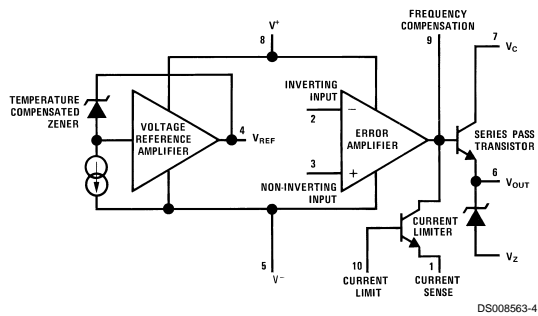 FREQUENCY
COMPENSATION
V+
8
9
7
VC
TEMPERATURE
COMPENSATED
ZENER
VOLTAGE
REFERENCE
AMPLIFIER
4
VREF
INVERTING
INPUT
2
−
ERROR
AMPLIFIER
3
+
NON-INVERTING
INPUT
SERIES PASS
TRANSISTOR
6
VOUT
CURRENT
LIMITER
5
V−
10
CURRENT
LIMIT
1
CURRENT
SENSE
VZ
DS008563-4